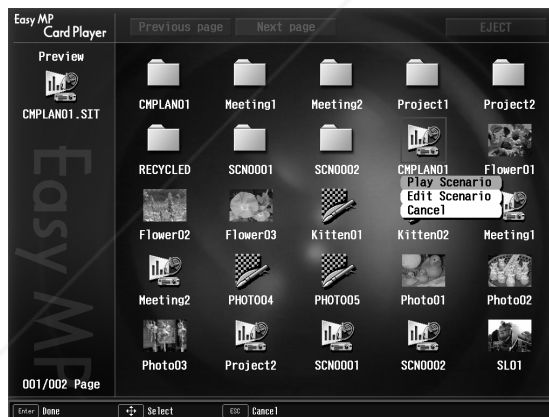 Easy MP
Card Player
Previous page
Next page
EJECT
Preview
CMPLAN01.SIT
Easy MP
001/002 Page
CMPLAN01
Meeting1
Meeting2
Project1
Project2
RECYCLED
SCN0001
SCN0002
CMPLAN01
Flower01
Play Scenario
Edit Scenario
Cancel
Flower02
Flower03
Kitten01
Kitten02
Meeting1
Meeting2
PHOTO04
PHOTO05
Photo01
Photo02
Photo03
Project2
SCN0001
SCN0002
SL01
Enter Done
Select
ESC Cancel